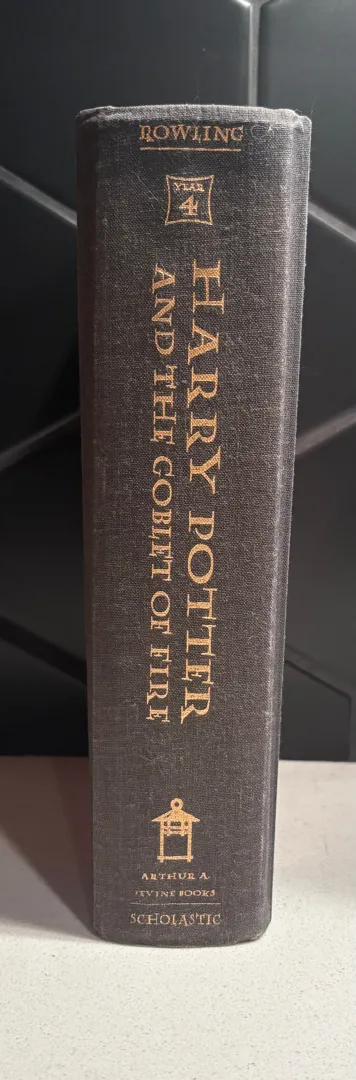 ROWLING
YEAR
4
HARRY POTTER
AND THE GOBLET OF FIRE
ARTHUR A.
LEVINE BOOKS
SCHOLASTIC